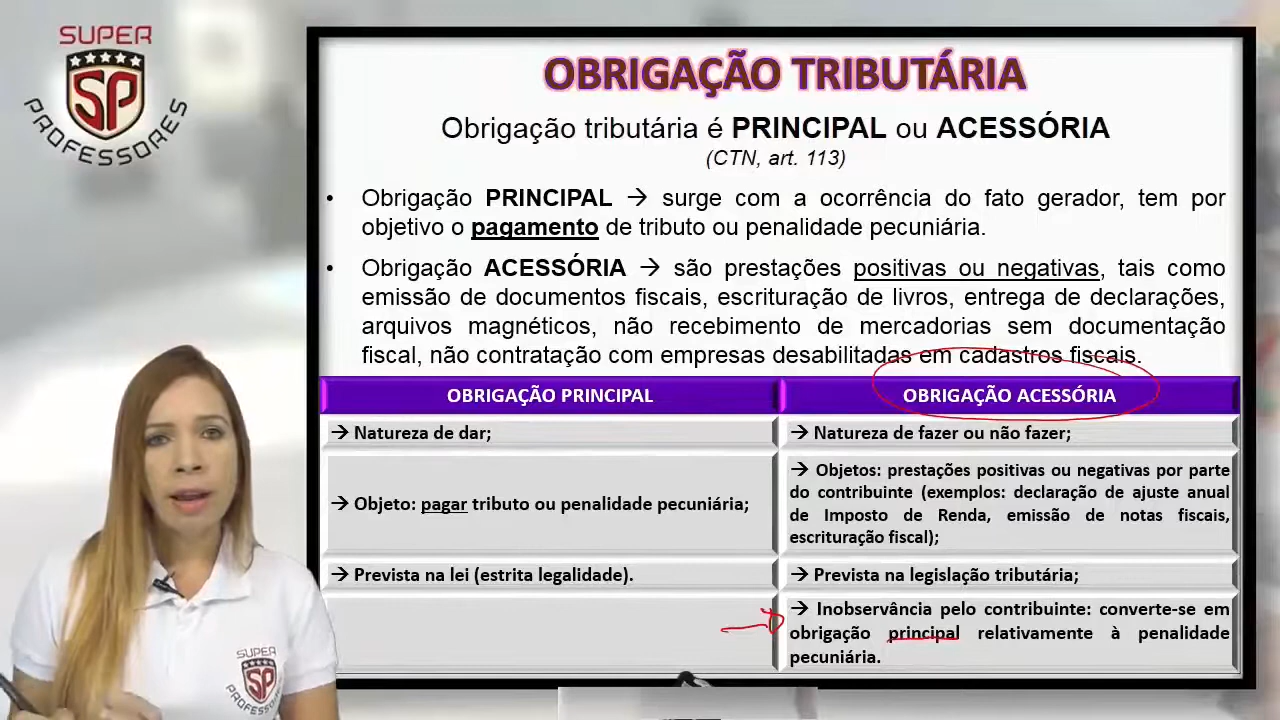 SUPER
SP
PROFESSORES
OBRIGAÇÃO TRIBUTÁRIA
Obrigação tributária é PRINCIPAL ou ACESSÓRIA
(CTN, art. 113)
• Obrigação PRINCIPAL → surge com a ocorrência do fato gerador, tem por
objetivo o pagamento de tributo ou penalidade pecuniária.
• Obrigação ACESSÓRIA → são prestações positivas ou negativas, tais como
emissão de documentos fiscais, escrituração de livros, entrega de declarações,
arquivos magnéticos, não recebimento de mercadorias sem documentação
fiscal, não contratação com empresas desabilitadas em cadastros fiscais.
OBRIGAÇÃO PRINCIPAL
OBRIGAÇÃO ACESSÓRIA
→ Natureza de dar;
→ Natureza de fazer ou não fazer;
→ Objeto: pagar tributo ou penalidade pecuniária;
→ Objetos: prestações positivas ou negativas por parte
do contribuinte (exemplos: declaração de ajuste anual
de Imposto de Renda, emissão de notas fiscais,
escrituração fiscal);
→ Prevista na lei (estrita legalidade).
→ Prevista na legislação tributária;
→ Inobservância pelo contribuinte: converte-se em
obrigação principal relativamente à penalidade
pecuniária.
SUPER
SP
PROFESSORES